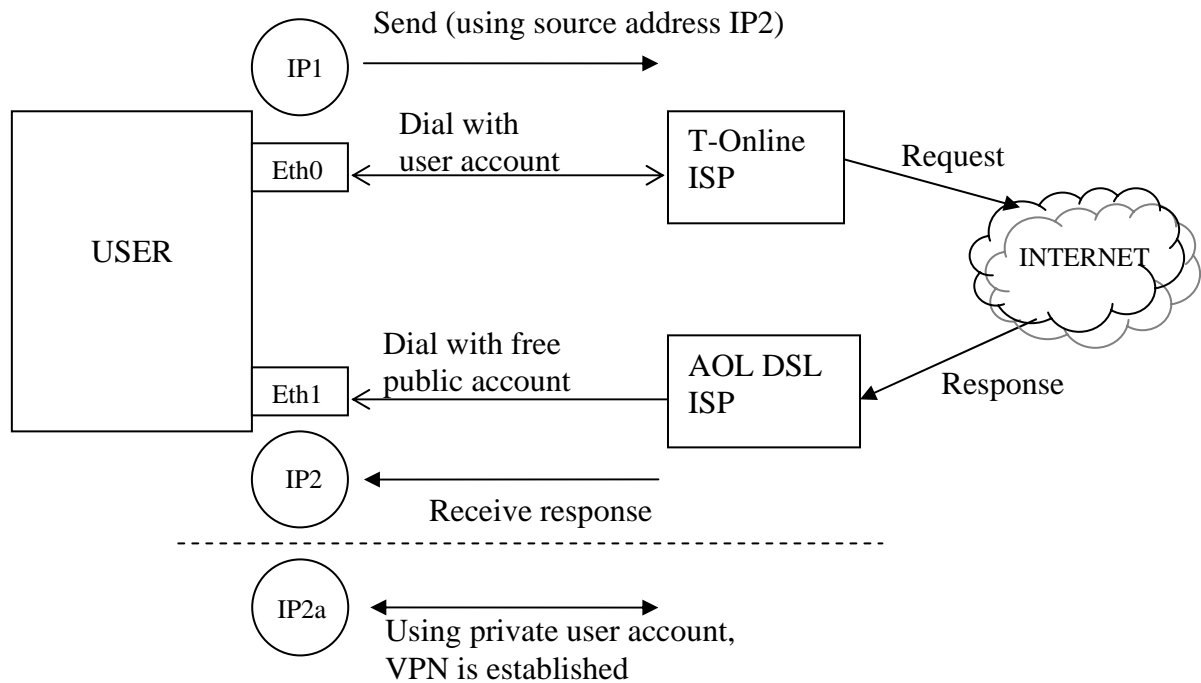 Send (using source address IP2)
IP1
Dial with
user account
T-Online
ISP
Request
Eth0
USER
INTERNET
Dial with free
public account
AOL DSL
ISP
Response
Eth1
IP2
Receive response
IP2a
Using private user account,
VPN is established